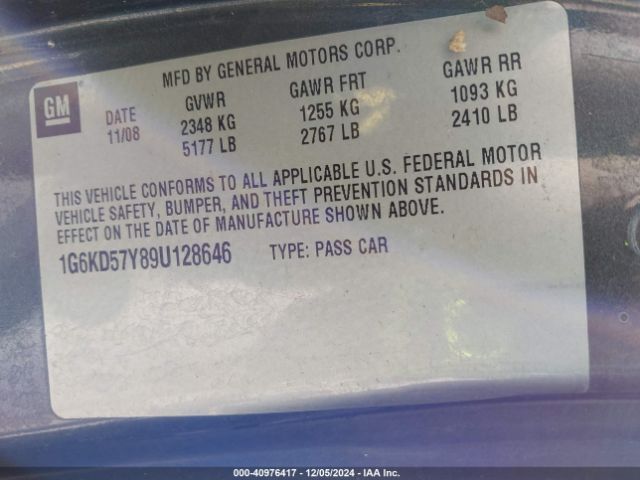 MFD BY GENERAL MOTORS CORP.
GM
DATE GVWR GAWR FRT GAWR RR
11/08 2348 KG 1255 KG 1093 KG
5177 LB 2767 LB 2410 LB
THIS VEHICLE CONFORMS TO ALL APPLICABLE U.S. FEDERAL MOTOR
VEHICLE SAFETY, BUMPER, AND THEFT PREVENTION STANDARDS IN
EFFECT ON THE DATE OF MANUFACTURE SHOWN ABOVE.
1G6KD57Y89U128646 TYPE: PASS CAR
000-40976417 - 12/05/2024 - IAA Inc.